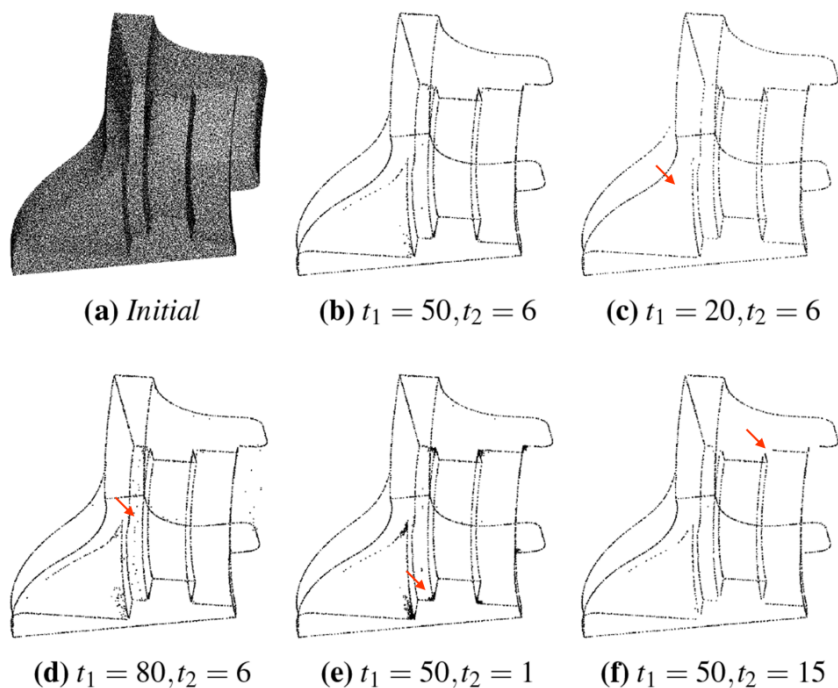 (a) Initial
(b) t₁ = 50, t₂ = 6
(c) t₁ = 20, t₂ = 6
(d) t₁ = 80, t₂ = 6
(e) t₁ = 50, t₂ = 1
(f) t₁ = 50, t₂ = 15